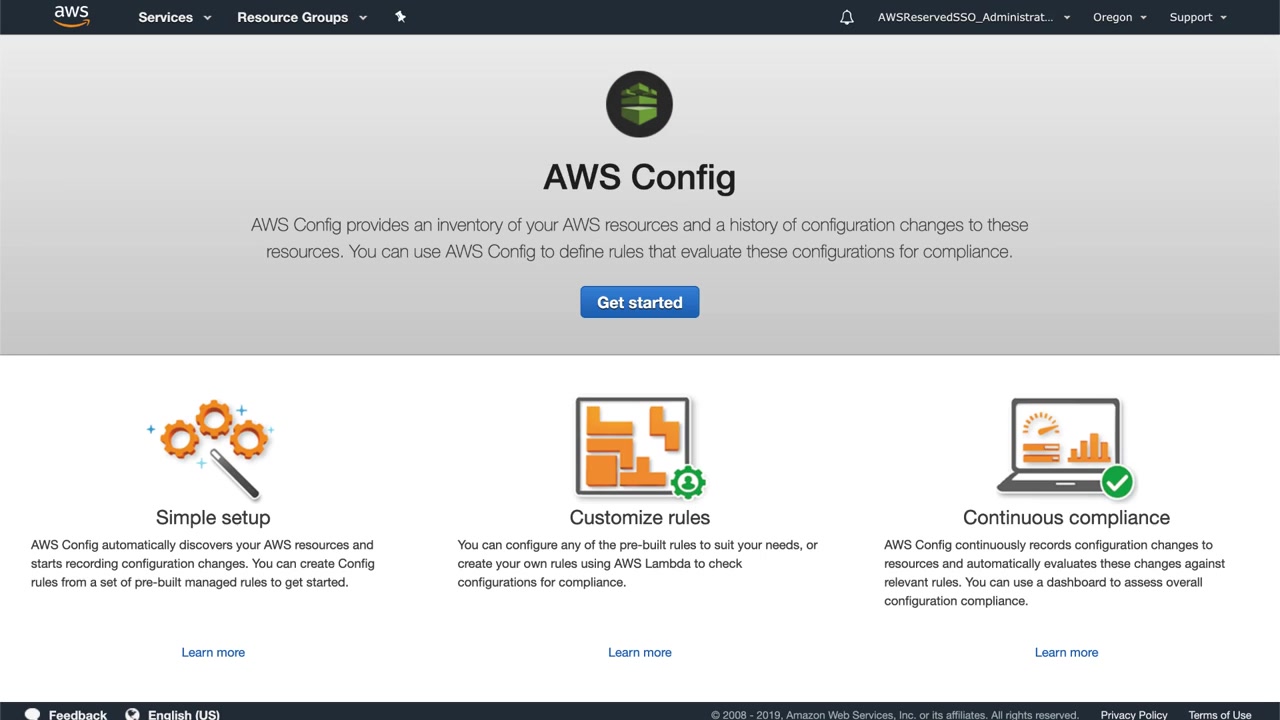 aws
Services
Resource Groups
AWSReservedSSO_Administrat...
Oregon
Support
AWS Config
AWS Config provides an inventory of your AWS resources and a history of configuration changes to these
resources. You can use AWS Config to define rules that evaluate these configurations for compliance.
Get started
Simple setup
AWS Config automatically discovers your AWS resources and
starts recording configuration changes. You can create Config
rules from a set of pre-built managed rules to get started.
Learn more
Customize rules
You can configure any of the pre-built rules to suit your needs, or
create your own rules using AWS Lambda to check
configurations for compliance.
Learn more
Continuous compliance
AWS Config continuously records configuration changes to
resources and automatically evaluates these changes against
relevant rules. You can use a dashboard to assess overall
configuration compliance.
Learn more
Feedback
English (US)
© 2008 - 2019, Amazon Web Services, Inc. or its affiliates. All rights reserved.
Privacy Policy
Terms of Use